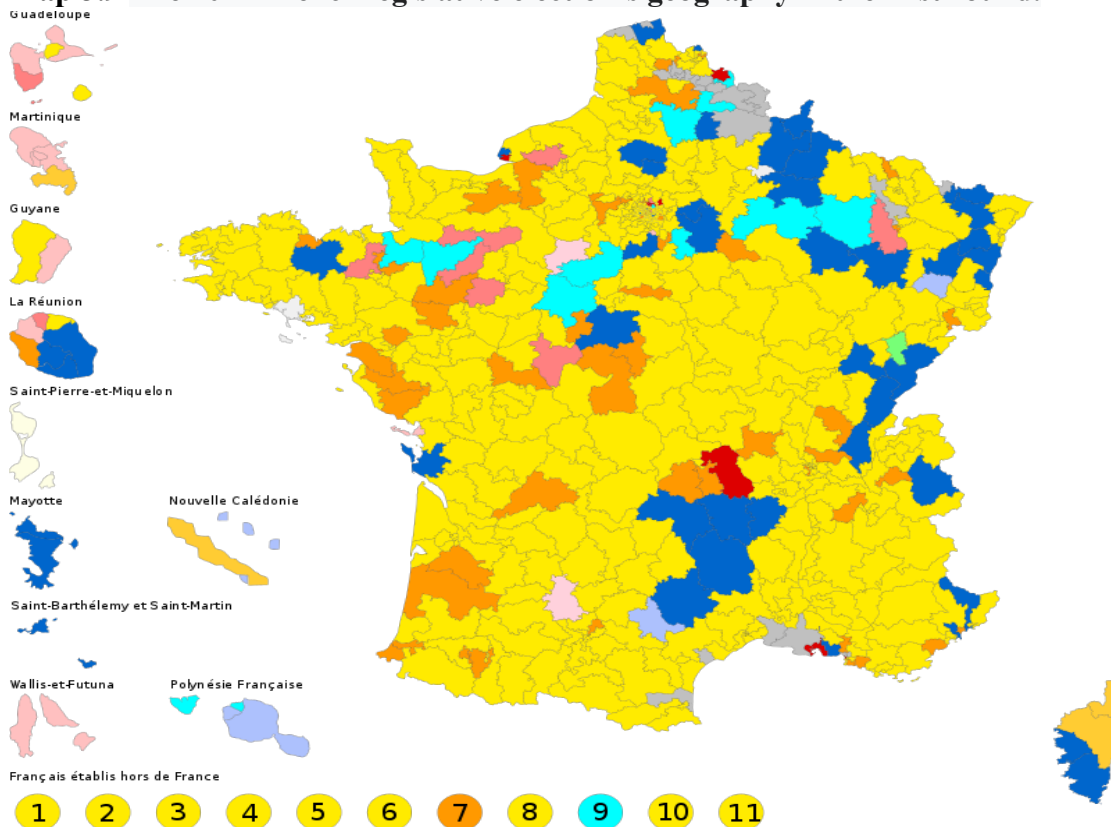 Guadeloupe
Martinique
Guyane
La Réunion
Saint-Pierre-et-Miquelon
Mayotte Nouvelle Calédonie
Saint-Barthélemy et Saint-Martin
Wallis-et-Futuna Polynésie Française
Français établis hors de France
1 2 3 4 5 6 7 8 9 10 11